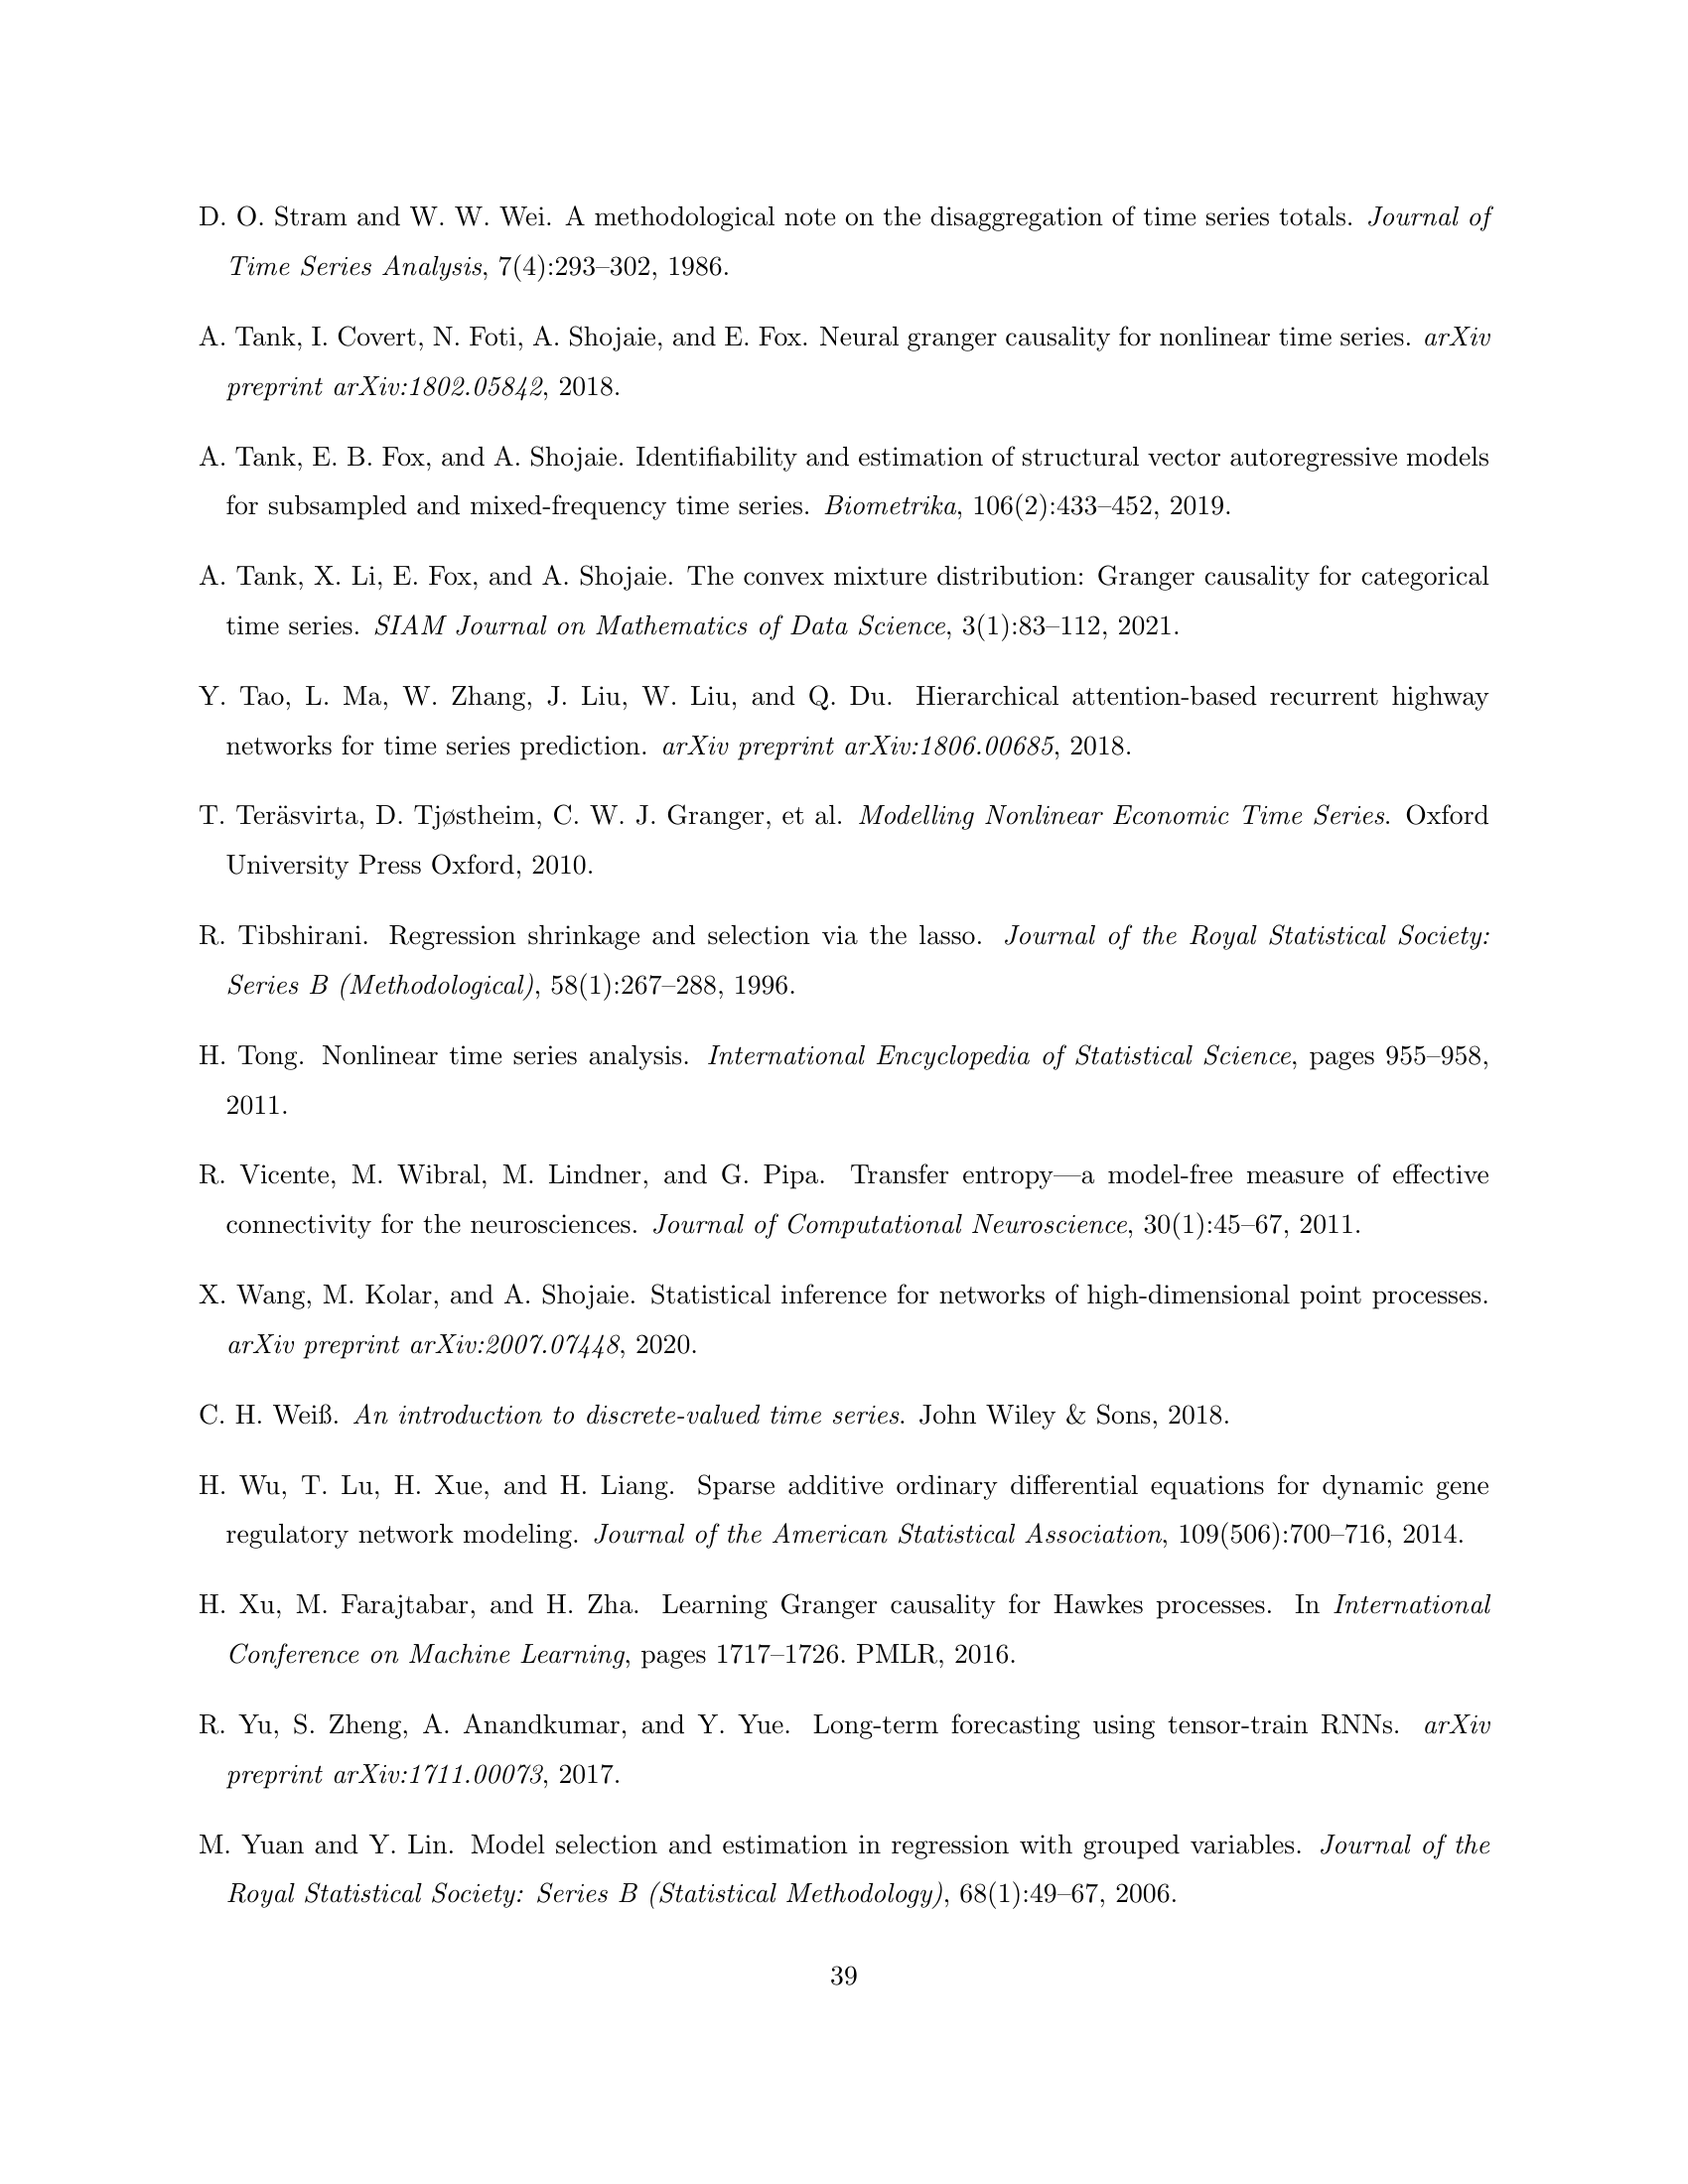 D. O. Stram and W. W. Wei. A methodological note on the disaggregation of time series totals. Journal of
Time Series Analysis, 7(4):293–302, 1986.
A. Tank, I. Covert, N. Foti, A. Shojaie, and E. Fox. Neural granger causality for nonlinear time series. arXiv
preprint arXiv:1802.05842, 2018.
A. Tank, E. B. Fox, and A. Shojaie. Identifiability and estimation of structural vector autoregressive models
for subsampled and mixed-frequency time series. Biometrika, 106(2):433–452, 2019.
A. Tank, X. Li, E. Fox, and A. Shojaie. The convex mixture distribution: Granger causality for categorical
time series. SIAM Journal on Mathematics of Data Science, 3(1):83–112, 2021.
Y. Tao, L. Ma, W. Zhang, J. Liu, W. Liu, and Q. Du. Hierarchical attention-based recurrent highway
networks for time series prediction. arXiv preprint arXiv:1806.00685, 2018.
T. Teräsvirta, D. Tjøstheim, C. W. J. Granger, et al. Modelling Nonlinear Economic Time Series. Oxford
University Press Oxford, 2010.
R. Tibshirani. Regression shrinkage and selection via the lasso. Journal of the Royal Statistical Society:
Series B (Methodological), 58(1):267–288, 1996.
H. Tong. Nonlinear time series analysis. International Encyclopedia of Statistical Science, pages 955–958,
2011.
R. Vicente, M. Wibral, M. Lindner, and G. Pipa. Transfer entropy—a model-free measure of effective
connectivity for the neurosciences. Journal of Computational Neuroscience, 30(1):45–67, 2011.
X. Wang, M. Kolar, and A. Shojaie. Statistical inference for networks of high-dimensional point processes.
arXiv preprint arXiv:2007.07448, 2020.
C. H. Weiß. An introduction to discrete-valued time series. John Wiley & Sons, 2018.
H. Wu, T. Lu, H. Xue, and H. Liang. Sparse additive ordinary differential equations for dynamic gene
regulatory network modeling. Journal of the American Statistical Association, 109(506):700–716, 2014.
H. Xu, M. Farajtabar, and H. Zha. Learning Granger causality for Hawkes processes. In International
Conference on Machine Learning, pages 1717–1726. PMLR, 2016.
R. Yu, S. Zheng, A. Anandkumar, and Y. Yue. Long-term forecasting using tensor-train RNNs. arXiv
preprint arXiv:1711.00073, 2017.
M. Yuan and Y. Lin. Model selection and estimation in regression with grouped variables. Journal of the
Royal Statistical Society: Series B (Statistical Methodology), 68(1):49–67, 2006.
39